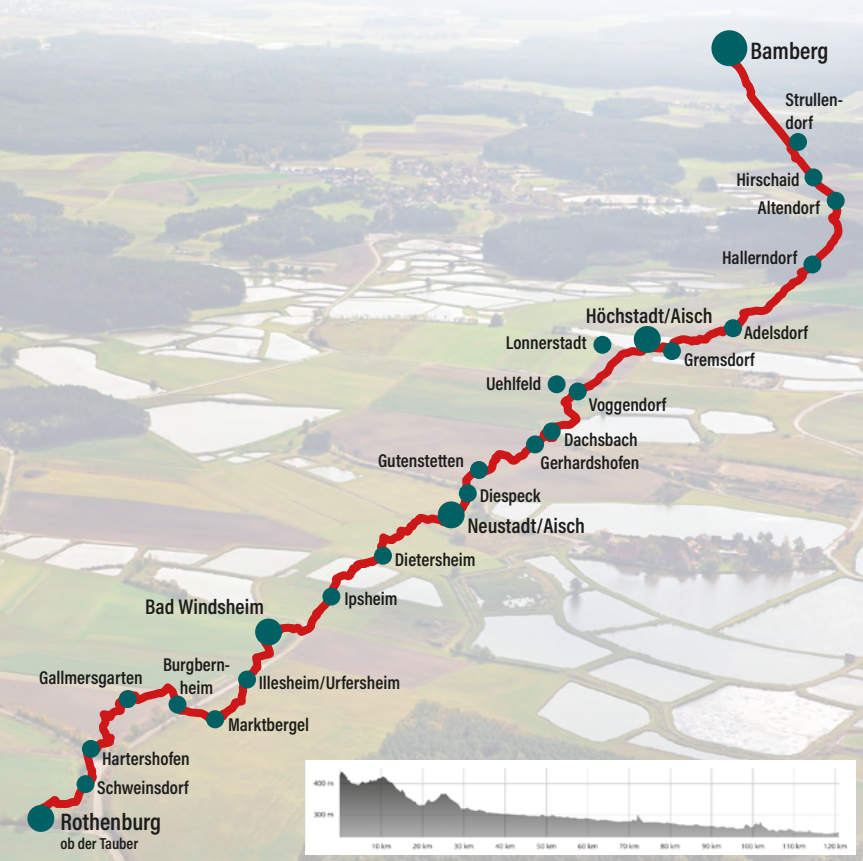 Bamberg
Strullen-
dorf
Hirschaid
Altendorf
Hallerndorf
Höchstadt/Aisch
Adelsdorf
Lonnerstadt
Gremsdorf
Uehlfeld
Voggendorf
Dachsbach
Gutenstetten
Gerhardshofen
Diespeck
Neustadt/Aisch
Dietersheim
Ipsheim
Bad Windsheim
Burgbern-
heim
Gallmersgarten
Illesheim/Urfersheim
Marktbergel
Hartershofen
Schweinsdorf
Rothenburg
ob der Tauber
400 m
300 m
10 km 20 km 30 km 40 km 50 km 60 km 70 km 80 km 90 km 100 km 110 km 120 km